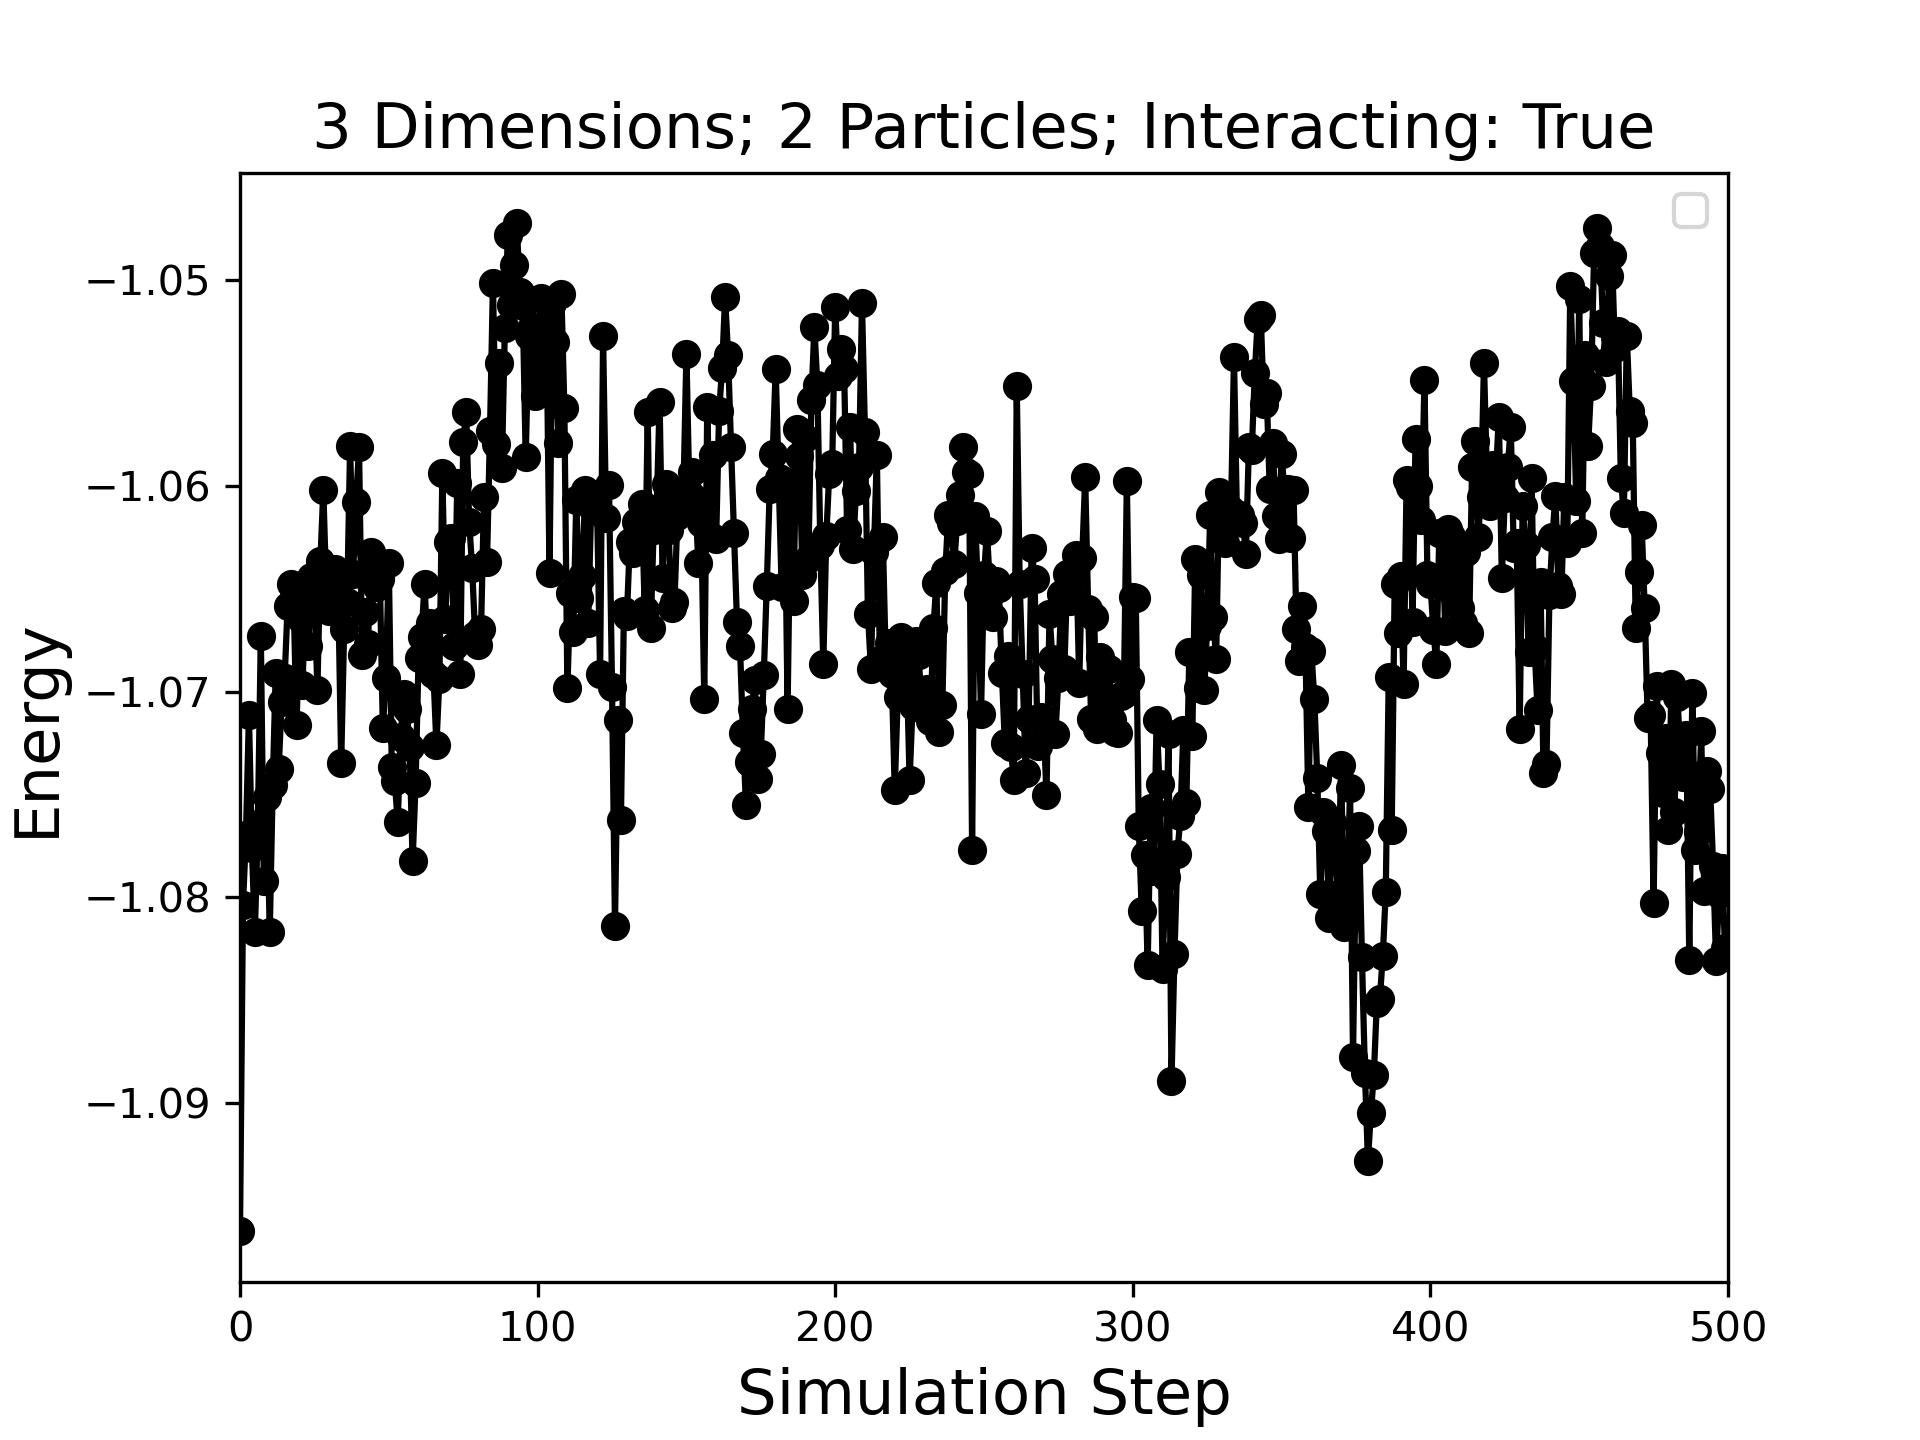 3 Dimensions; 2 Particles; Interacting: True
Energy
−1.05
−1.06
−1.07
−1.08
−1.09
0 100 200 300 400 500
Simulation Step